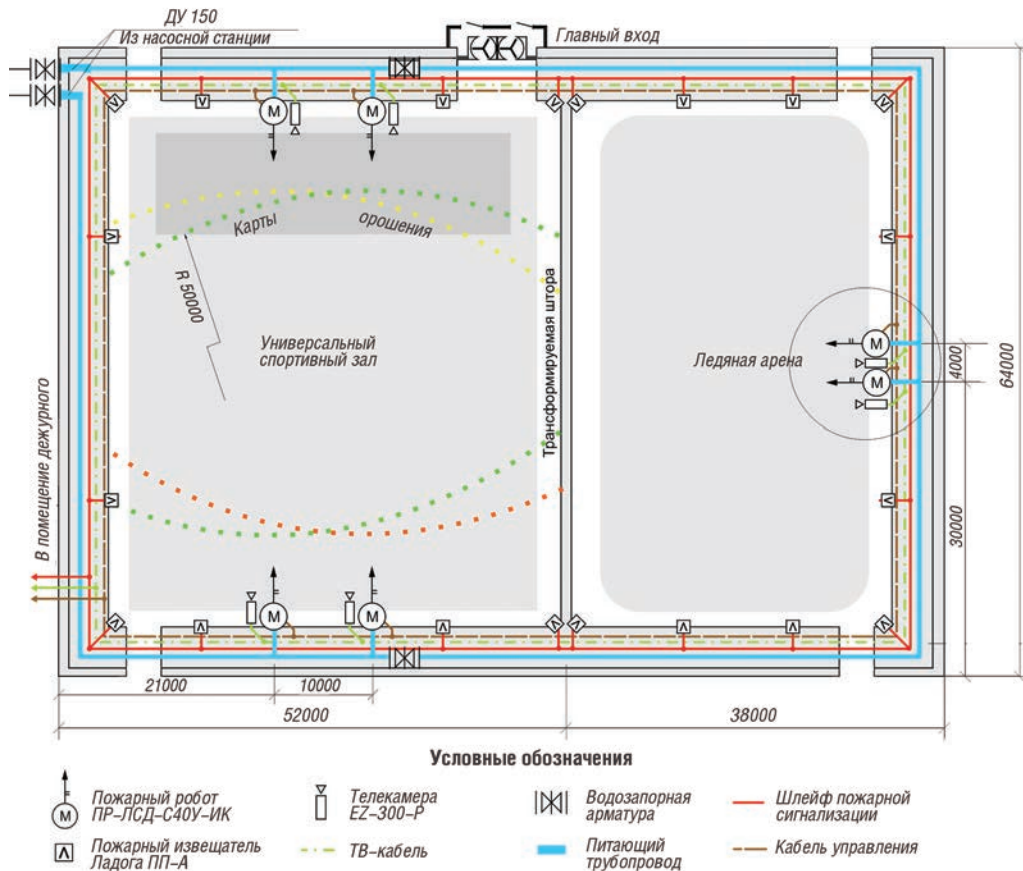 ДУ 150
Из насосной станции
Главный вход
Карты
орошения
R 50000
Универсальный
спортивный зал
Трансформируемая штора
Ледяная арена
В помещение дежурного
4000
30000
64000
М
М
М
М
М
М
21000
10000
52000
38000
Условные обозначения
М
Пожарный робот
ПР–ЛСД–С40У–ИК
Телекамера
EZ–300–P
Водозапорная
арматура
Шлейф пожарной
сигнализации
Пожарный извещатель
Ладога ПП–А
ТВ–кабель
Питающий
трубопровод
Кабель управления